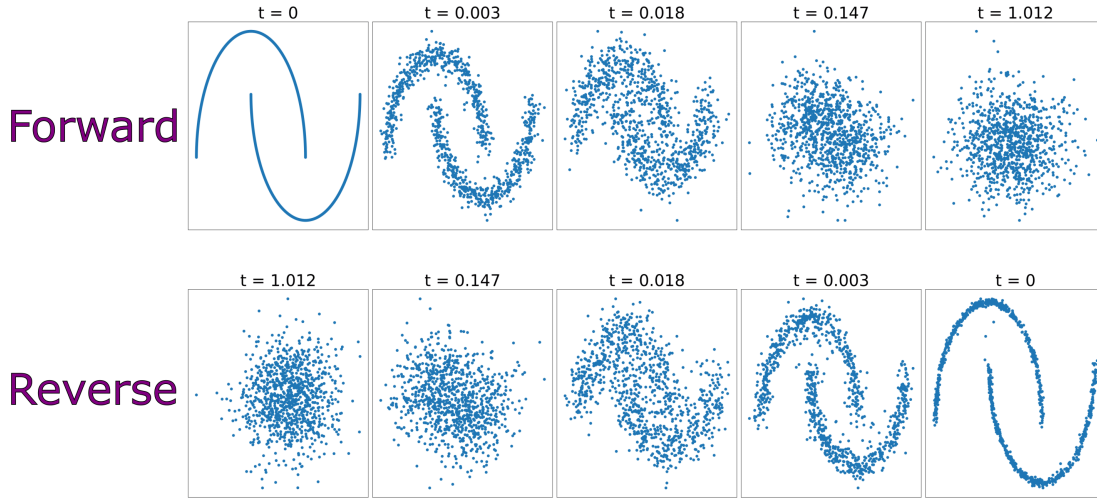 t = 0 t = 0.003 t = 0.018 t = 0.147 t = 1.012
Forward
t = 1.012 t = 0.147 t = 0.018 t = 0.003 t = 0
Reverse